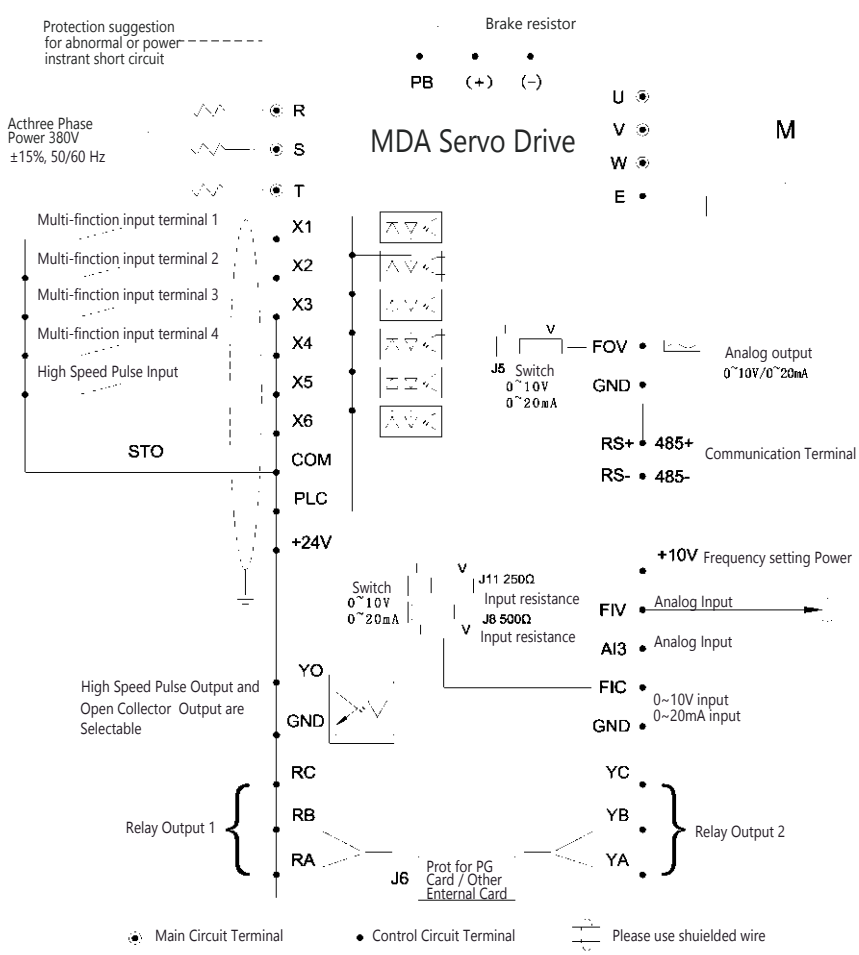 Protection suggestion
for abnormal or power
instrant short circuit
Brake resistor
PB (+) (-)
MDA Servo Drive
Acthree Phase
Power 380V
±15%, 50/60 Hz
R
S
T
U
V
W
E
M
Multi-finction input terminal 1
X1
Multi-finction input terminal 2
X2
Multi-finction input terminal 3
X3
Multi-finction input terminal 4
X4
High Speed Pulse Input
X5
X6
STO
COM
PLC
+24V
V
J5 Switch
0~10V
0~20mA
FOV
GND
Analog output
0~10V/0~20mA
RS+ 485+
RS- 485-
Communication Terminal
+10V Frequency setting Power
Switch
0~10V
0~20mA
V
J11 250Ω
Input resistance
J8 500Ω
V Input resistance
FIV Analog Input
AI3 Analog Input
FIC
GND
0~10V input
0~20mA input
High Speed Pulse Output and
Open Collector Output are
Selectable
YO
GND
RC
RB
RA
Relay Output 1
YC
YB
YA
Relay Output 2
J6
Prot for PG
Card / Other
Enternal Card
Main Circuit Terminal
Control Circuit Terminal
Please use shuielded wire